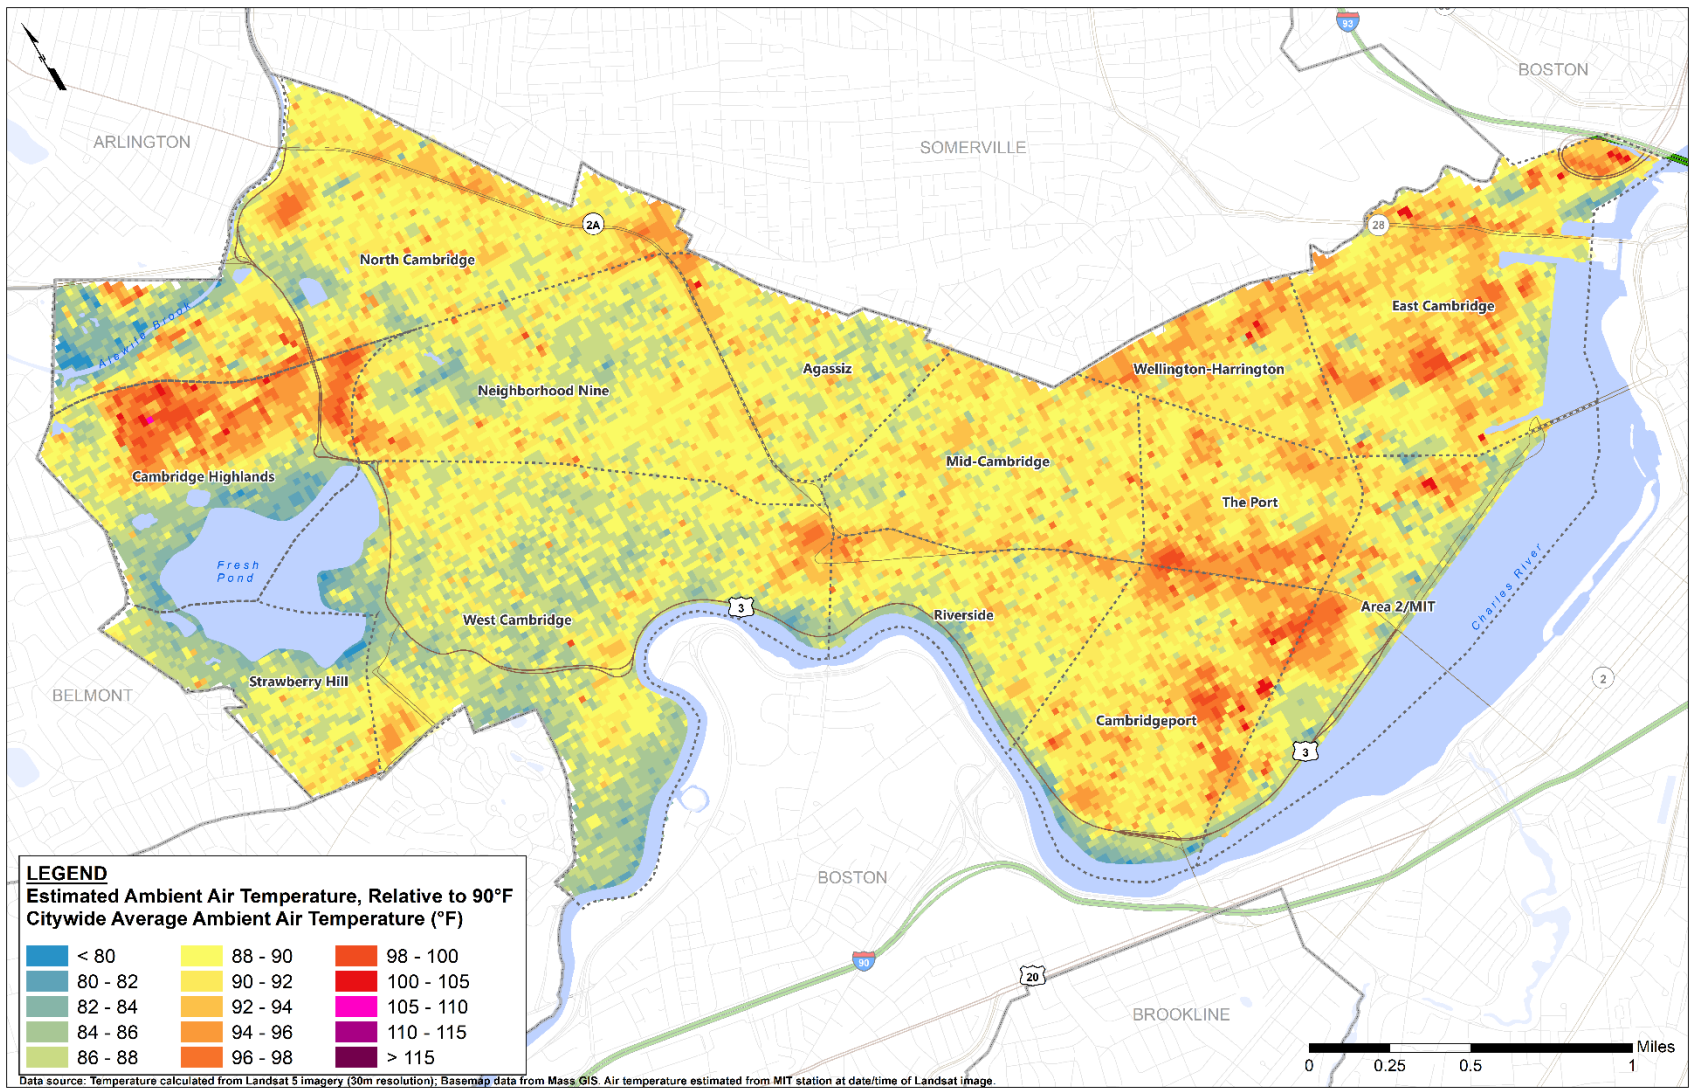 93
BOSTON
ARLINGTON
SOMERVILLE
2A
28
North Cambridge
East Cambridge
Alewife Brook
Agassiz
Wellington-Harrington
Neighborhood Nine
Mid-Cambridge
Cambridge Highlands
The Port
Fresh
Pond
Charles River
3
Area 2/MIT
West Cambridge
Riverside
Strawberry Hill
BELMONT
2
Cambridgeport
3
BOSTON
90
20
BROOKLINE
LEGEND
Estimated Ambient Air Temperature, Relative to 90°F
Citywide Average Ambient Air Temperature (°F)
< 80
80 - 82
82 - 84
84 - 86
86 - 88
88 - 90
90 - 92
92 - 94
94 - 96
96 - 98
98 - 100
100 - 105
105 - 110
110 - 115
> 115
Miles
0 0.25 0.5 1
Data source: Temperature calculated from Landsat 5 imagery (30m resolution); Basemap data from Mass GIS. Air temperature estimated from MIT station at date/time of Landsat image.